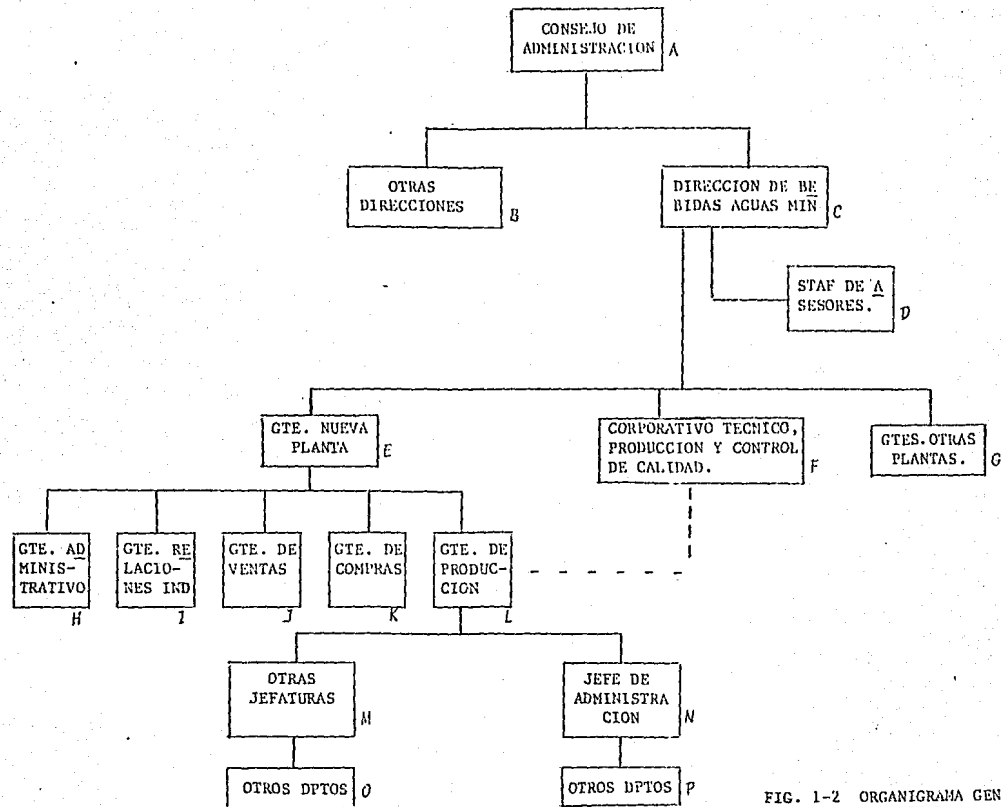 CONSEJO DE
ADMINISTRACION A
OTRAS
DIRECCIONES B
DIRECCION DE BE
BIDAS AGUAS MIN C
STAF DE A
SESORES. D
GTE. NUEVA
PLANTA E
CORPORATIVO TECNICO,
PRODUCCION Y CONTROL
DE CALIDAD. F
GTES. OTRAS
PLANTAS. G
GTE. AD
MINIS-
TRATIVO
H
GTE. RE
LACIO-
NES IND
I
GTE. DE
VENTAS
J
GTE. DE
COMPRAS
K
GTE. DE
PRODUC-
CION
L
OTRAS
JEFATURAS
M
JEFE DE
ADMINISTRA
CION N
OTROS DPTOS O
OTROS DPTOS P
FIG. 1-2 ORGANIGRAMA GEN